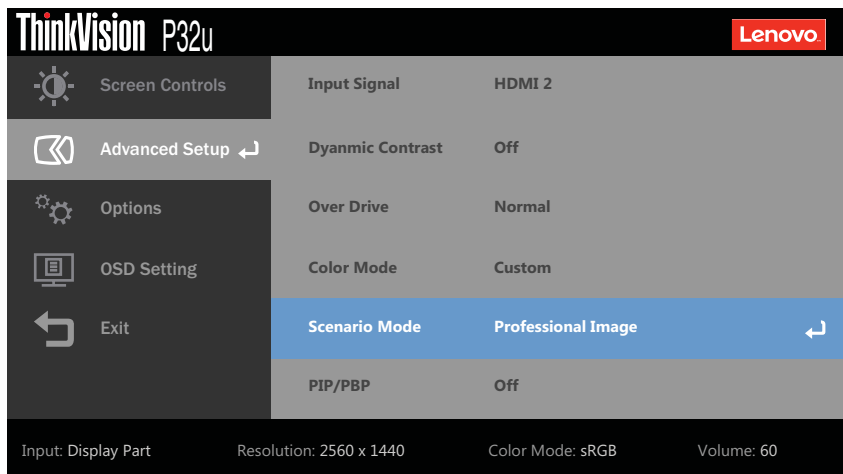 ThinkVision P32u Lenovo.
Screen Controls Input Signal HDMI 2
Advanced Setup Dyanmic Contrast Off
Options Over Drive Normal
OSD Setting Color Mode Custom
Exit Scenario Mode Professional Image
PIP/PBP Off
Input: Display Part Resolution: 2560 x 1440 Color Mode: sRGB Volume: 60